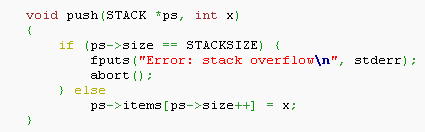 void push(STACK *ps, int x)
{
    if (ps->size == STACKSIZE) {
        fputs("Error: stack overflow\n", stderr);
        abort();
    } else
        ps->items[ps->size++] = x;
}